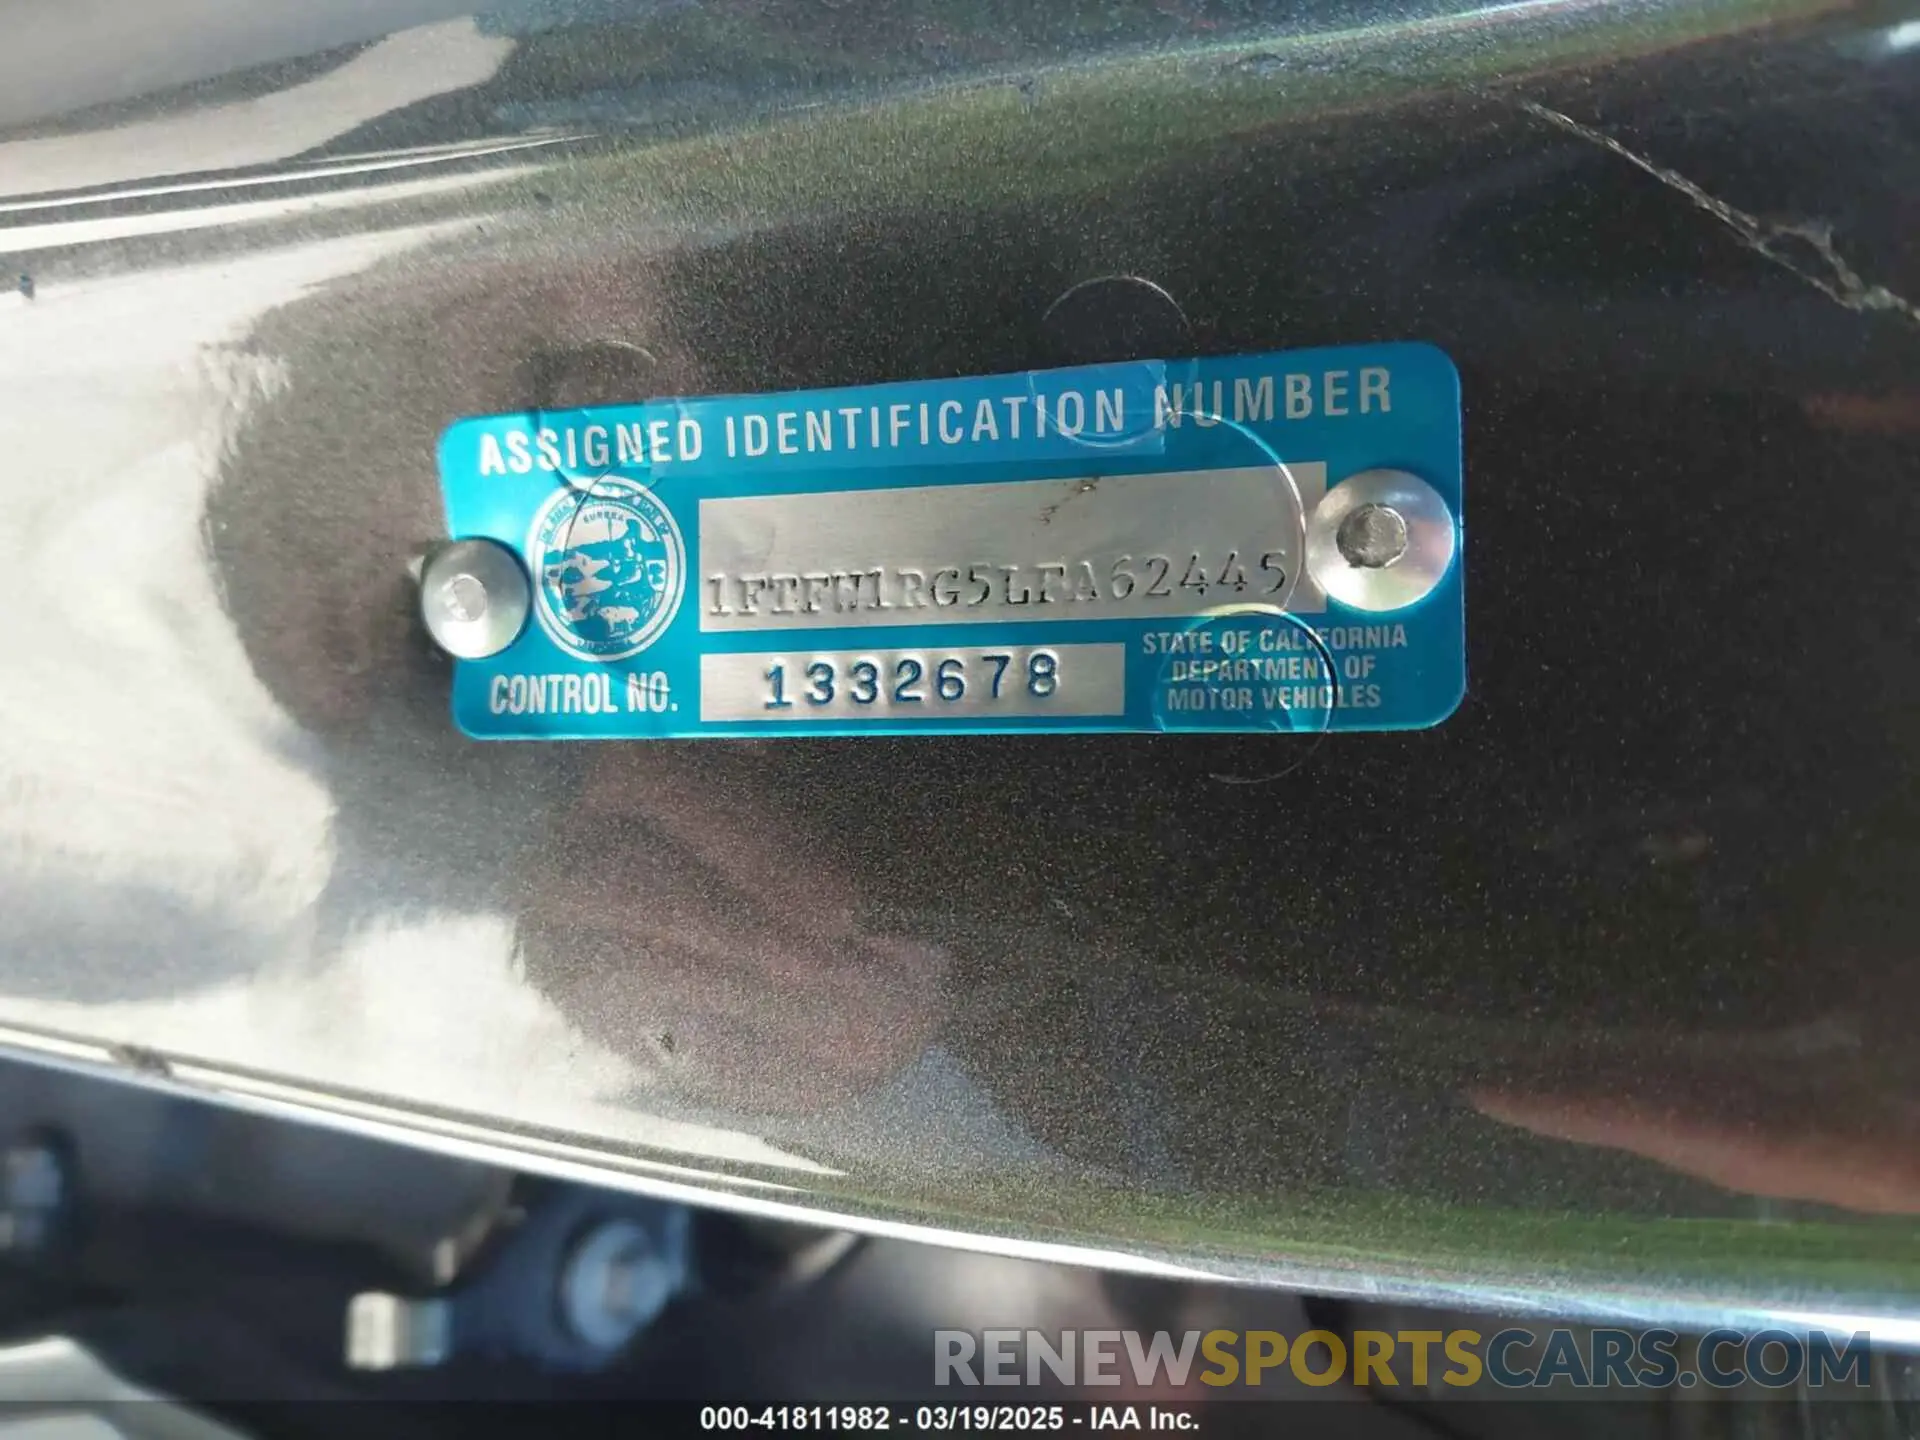 ASSIGNED IDENTIFICATION NUMBER
EUREKA
1FTFW1RG5LFA62445
CONTROL NO. 1332678
STATE OF CALIFORNIA
DEPARTMENT OF
MOTOR VEHICLES
RENEWSPORTSCARS.COM
000-41811982 - 03/19/2025 - IAA Inc.